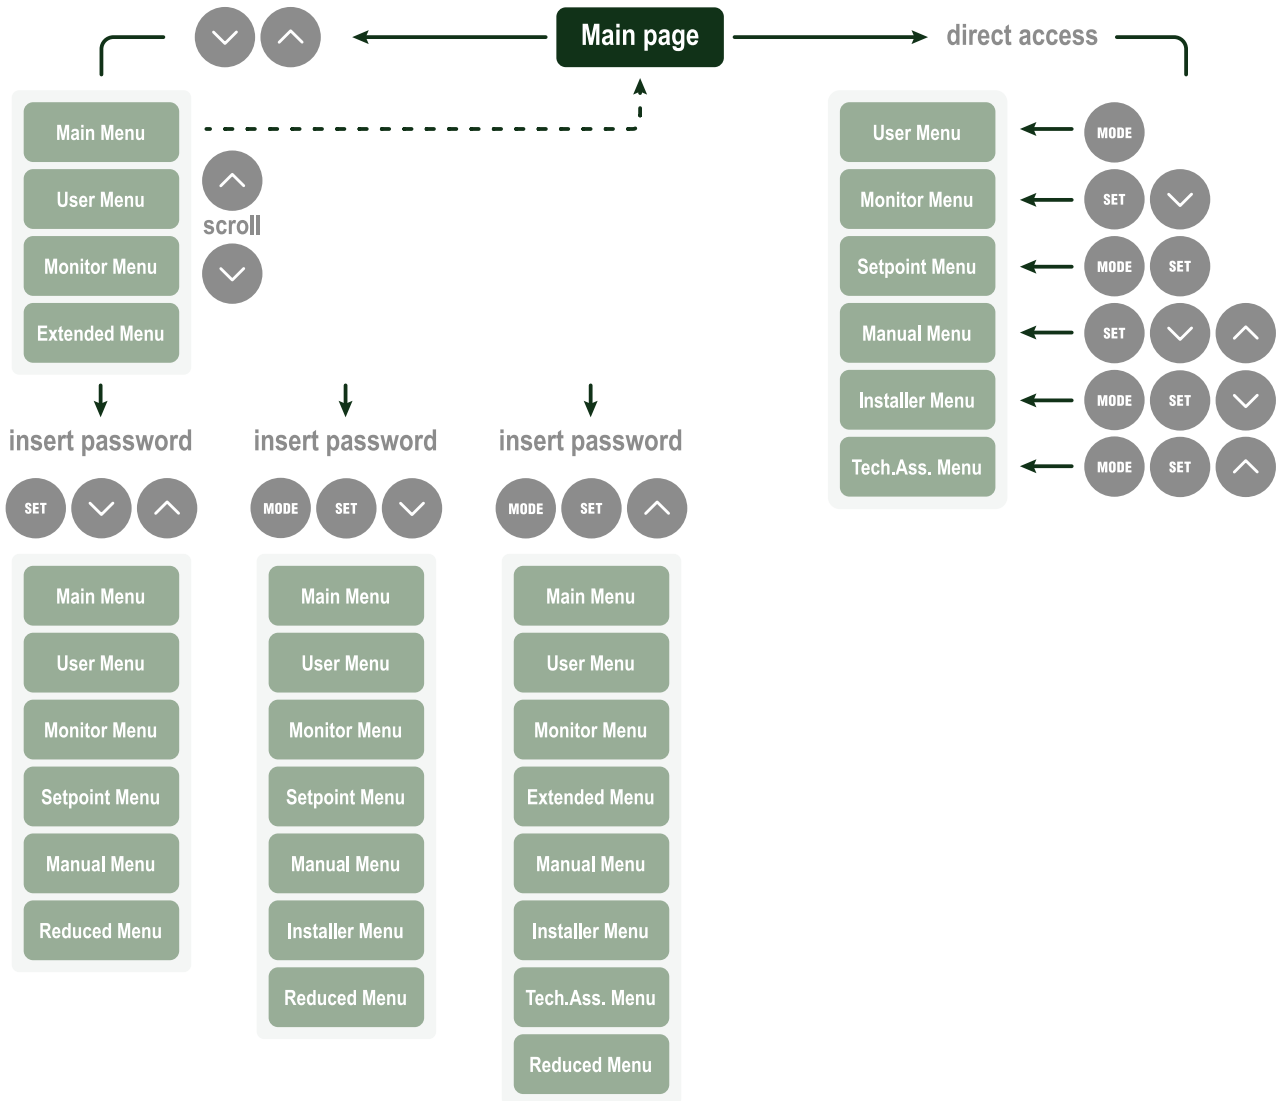 Main page
direct access
Main Menu
User Menu
Monitor Menu
Extended Menu
scroll
User Menu
MODE
Monitor Menu
SET
Setpoint Menu
MODE SET
Manual Menu
SET
Installer Menu
MODE SET
Tech.Ass. Menu
MODE SET
insert password
SET
Main Menu
User Menu
Monitor Menu
Setpoint Menu
Manual Menu
Reduced Menu
insert password
MODE SET
Main Menu
User Menu
Monitor Menu
Setpoint Menu
Manual Menu
Installer Menu
Reduced Menu
insert password
MODE SET
Main Menu
User Menu
Monitor Menu
Extended Menu
Manual Menu
Installer Menu
Tech.Ass. Menu
Reduced Menu